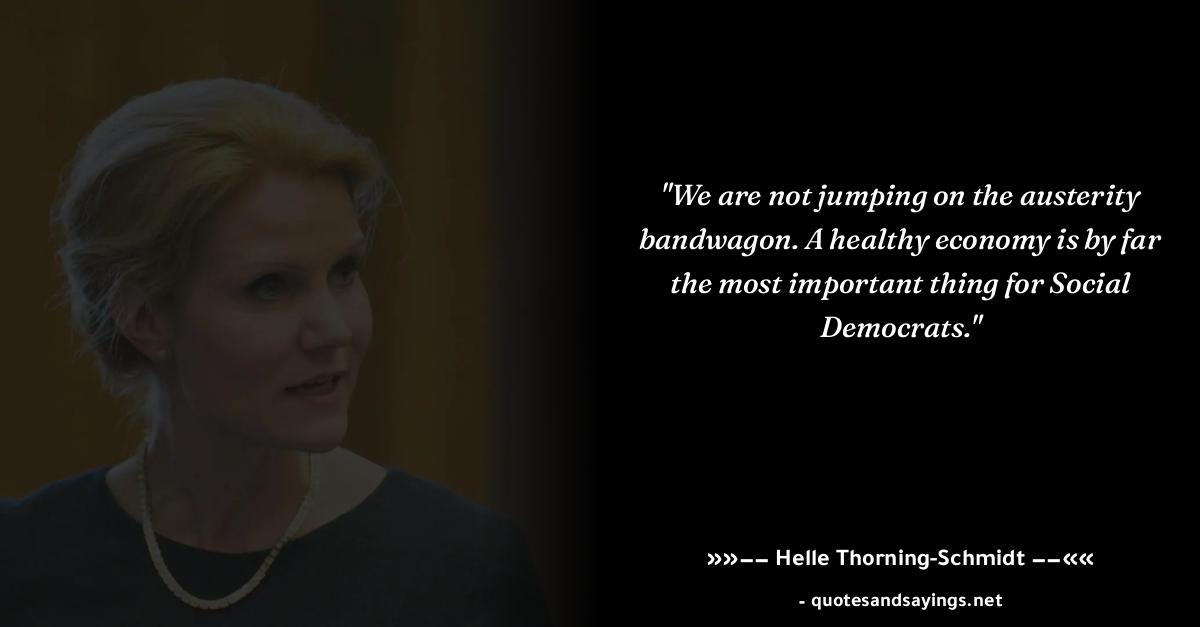 "We are not jumping on the austerity
bandwagon. A healthy economy is by far
the most important thing for Social
Democrats."
»»−− Helle Thorning-Schmidt −−««
- quotesandsayings.net